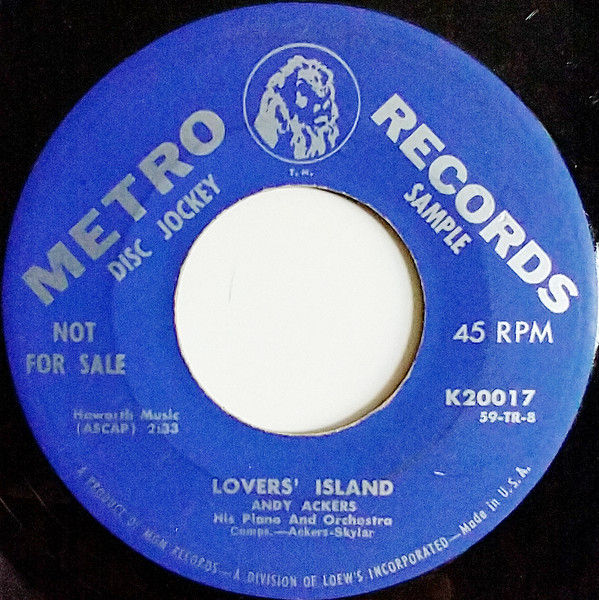 METRO RECORDS
T. M.
DISC JOCKEY SAMPLE
NOT
FOR SALE
45 RPM
K20017
59-TR-8
Haworth Music
(ASCAP) 2:33
LOVERS' ISLAND
ANDY ACKERS
His Piano And Orchestra
Comps.—Ackers-Skylar
A PRODUCT OF MGM RECORDS—A DIVISION OF LOEW'S INCORPORATED—Made in U.S.A.